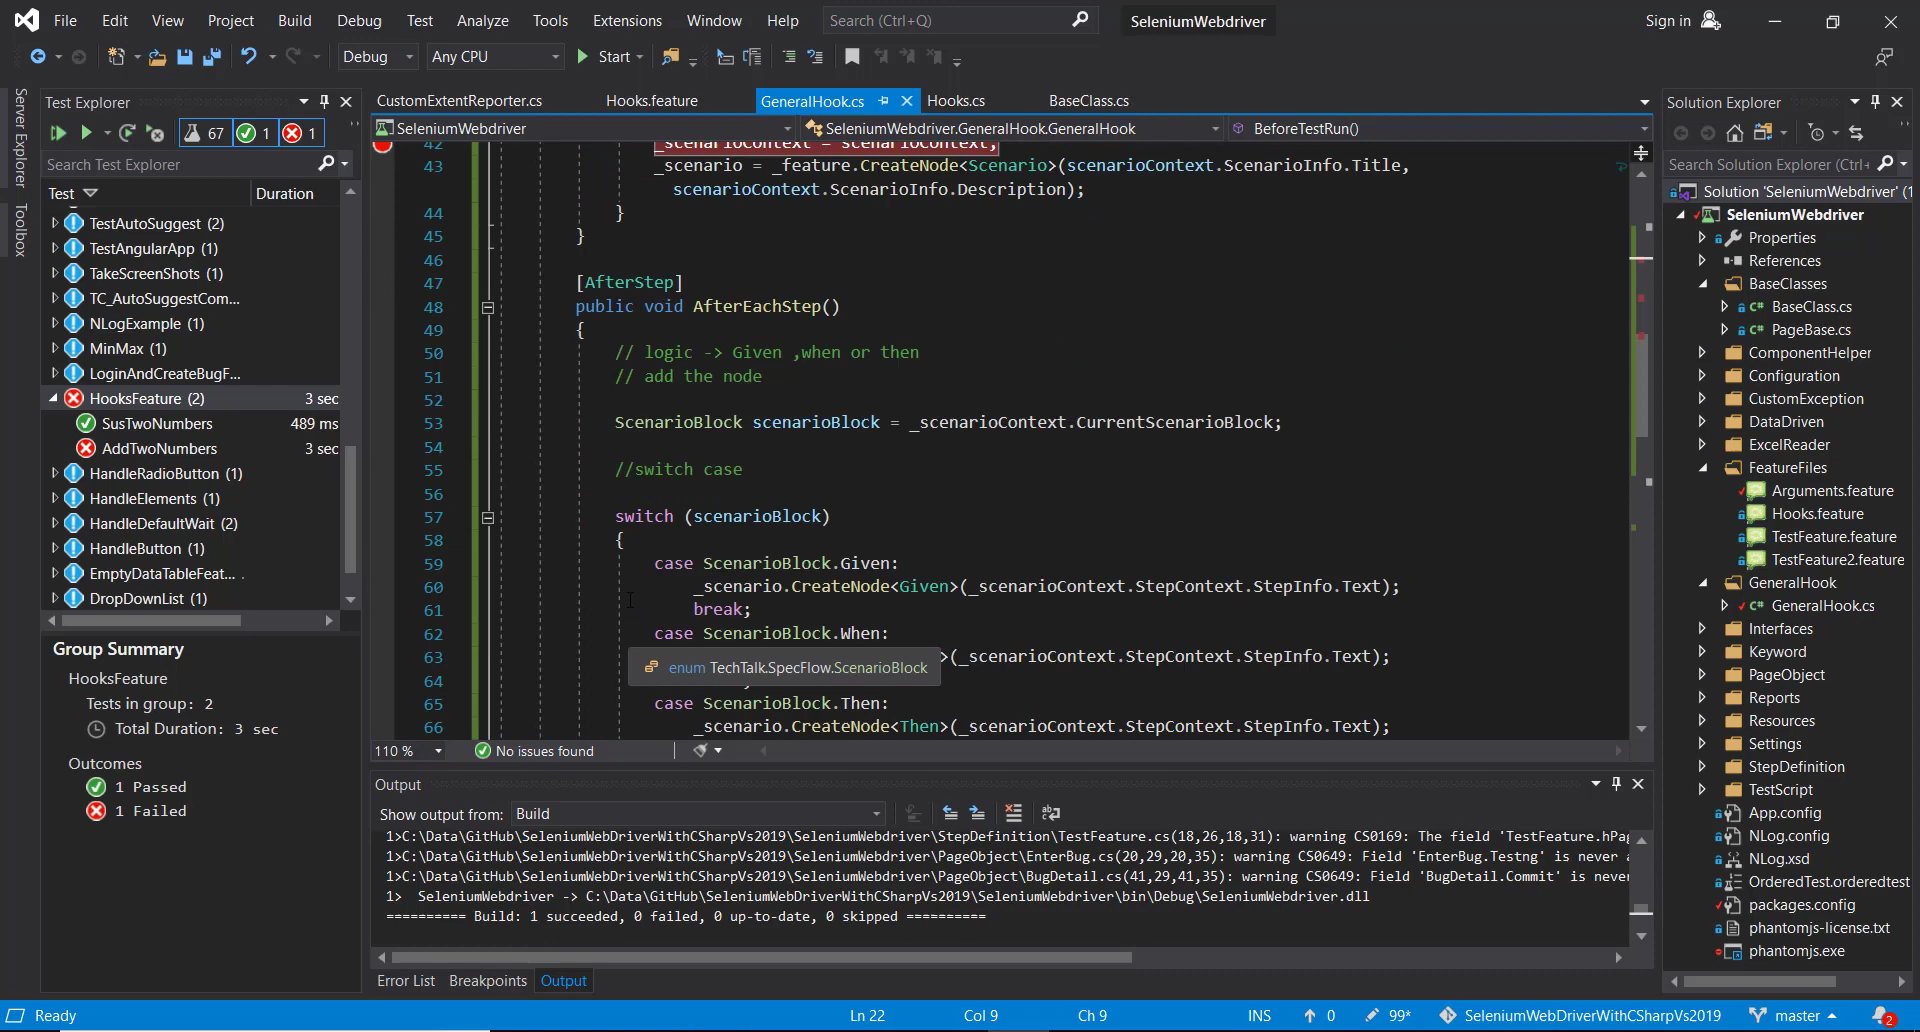 File Edit View Project Build Debug Test Analyze Tools Extensions Window Help Search (Ctrl+Q) SeleniumWebdriver Sign in
Debug Any CPU Start
Server Explorer
Toolbox
Test Explorer
67 1 1
Search Test Explorer
Test Duration
TestAutoSuggest (2)
TestAngularApp (1)
TakeScreenShots (1)
TC_AutoSuggestCom...
NLogExample (1)
MinMax (1)
LoginAndCreateBugF...
HooksFeature (2) 3 sec
SusTwoNumbers 489 ms
AddTwoNumbers 3 sec
HandleRadioButton (1)
HandleElements (1)
HandleDefaultWait (2)
HandleButton (1)
EmptyDataTableFeat...
DropDownList (1)
Group Summary
HooksFeature
Tests in group: 2
Total Duration: 3 sec
Outcomes
1 Passed
1 Failed
CustomExtentReporter.cs Hooks.feature GeneralHook.cs Hooks.cs BaseClass.cs
SeleniumWebdriver SeleniumWebdriver.GeneralHook.GeneralHook BeforeTestRun()
42 _scenarioContext = scenarioContext;
43 _scenario = _feature.CreateNode<Scenario>(scenarioContext.ScenarioInfo.Title,
scenarioContext.ScenarioInfo.Description);
44 }
45 }
46
47 [AfterStep]
48 public void AfterEachStep()
49 {
50 // logic -> Given ,when or then
51 // add the node
52
53 ScenarioBlock scenarioBlock = _scenarioContext.CurrentScenarioBlock;
54
55 //switch case
56
57 switch (scenarioBlock)
58 {
59 case ScenarioBlock.Given:
60 _scenario.CreateNode<Given>(_scenarioContext.StepContext.StepInfo.Text);
61 break;
62 case ScenarioBlock.When:
63 >(_scenarioContext.StepContext.StepInfo.Text);
enum TechTalk.SpecFlow.ScenarioBlock
64
65 case ScenarioBlock.Then:
66 _scenario.CreateNode<Then>(_scenarioContext.StepContext.StepInfo.Text);
110 % No issues found
Output
Show output from: Build
1>C:\Data\GitHub\SeleniumWebDriverWithCSharpVs2019\SeleniumWebdriver\StepDefinition\TestFeature.cs(18,26,18,31): warning CS0169: The field 'TestFeature.hPag
1>C:\Data\GitHub\SeleniumWebDriverWithCSharpVs2019\SeleniumWebdriver\PageObject\EnterBug.cs(20,29,20,35): warning CS0649: Field 'EnterBug.Testng' is never a
1>C:\Data\GitHub\SeleniumWebDriverWithCSharpVs2019\SeleniumWebdriver\PageObject\BugDetail.cs(41,29,41,35): warning CS0649: Field 'BugDetail.Commit' is never
1> SeleniumWebdriver -> C:\Data\GitHub\SeleniumWebDriverWithCSharpVs2019\SeleniumWebdriver\bin\Debug\SeleniumWebdriver.dll
========== Build: 1 succeeded, 0 failed, 0 up-to-date, 0 skipped ==========
Error List Breakpoints Output
Solution Explorer
Search Solution Explorer (Ctrl+
Solution 'SeleniumWebdriver' (1
SeleniumWebdriver
Properties
References
BaseClasses
BaseClass.cs
PageBase.cs
ComponentHelper
Configuration
CustomException
DataDriven
ExcelReader
FeatureFiles
Arguments.feature
Hooks.feature
TestFeature.feature
TestFeature2.feature
GeneralHook
GeneralHook.cs
Interfaces
Keyword
PageObject
Reports
Resources
Settings
StepDefinition
TestScript
App.config
NLog.config
NLog.xsd
OrderedTest.orderedtest
packages.config
phantomjs-license.txt
phantomjs.exe
Ready Ln 22 Col 9 Ch 9 INS 0 99* SeleniumWebDriverWithCSharpVs2019 master 2